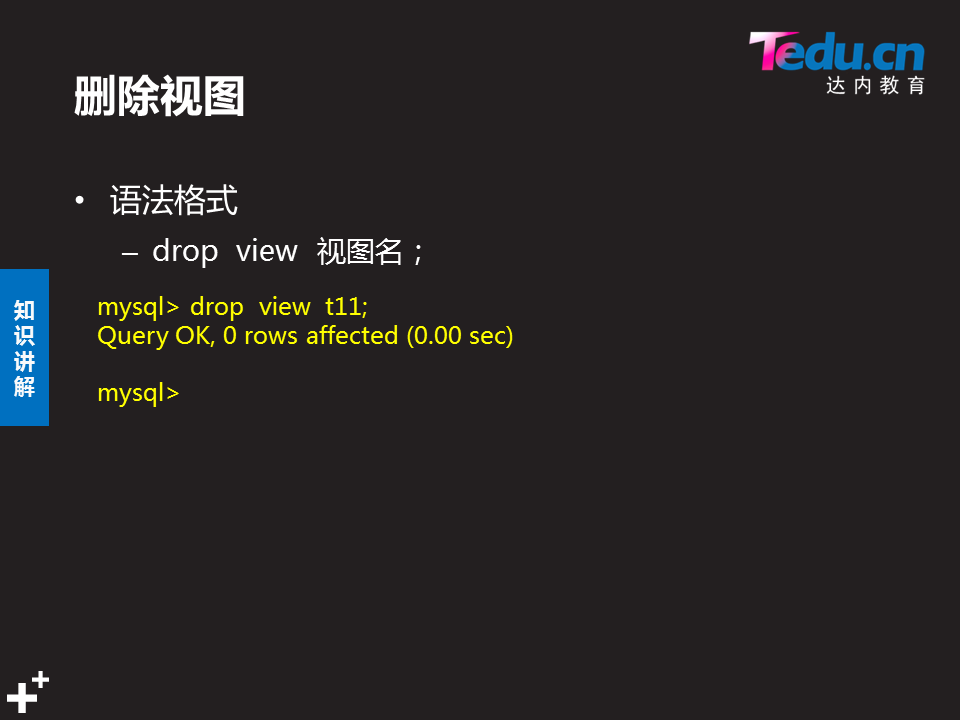 Tedu.cn
达内教育
删除视图
• 语法格式
– drop view 视图名；
知识讲解
mysql> drop view t11;
Query OK, 0 rows affected (0.00 sec)
mysql>